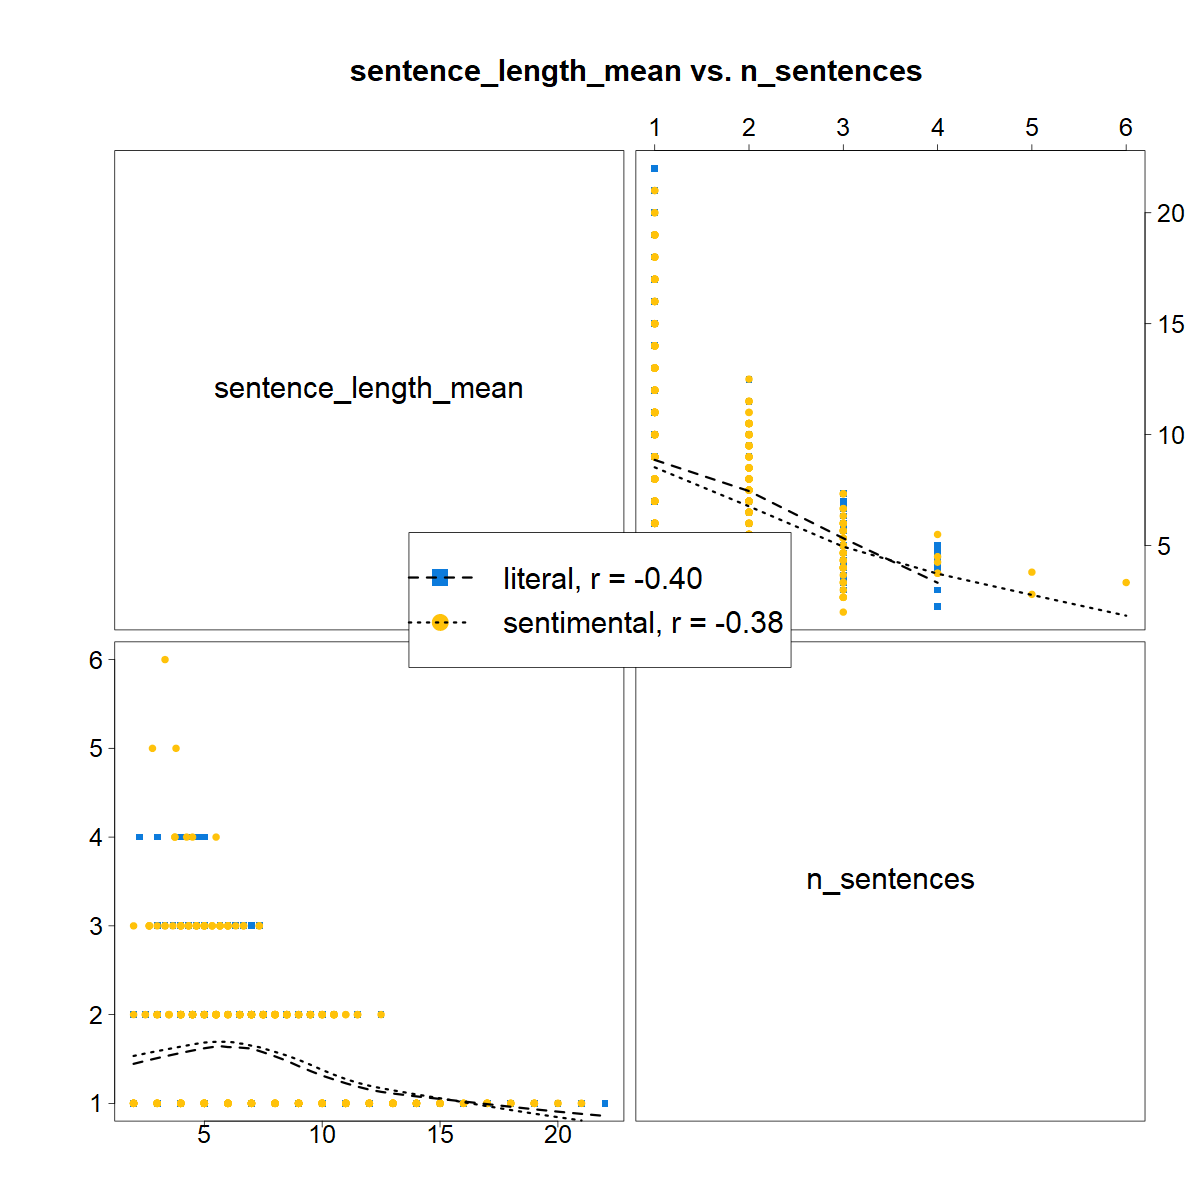 sentence_length_mean vs. n_sentences
1 2 3 4 5 6
20
15
10
5
sentence_length_mean
literal, r = -0.40
sentimental, r = -0.38
6
5
4
3
2
1
n_sentences
5 10 15 20